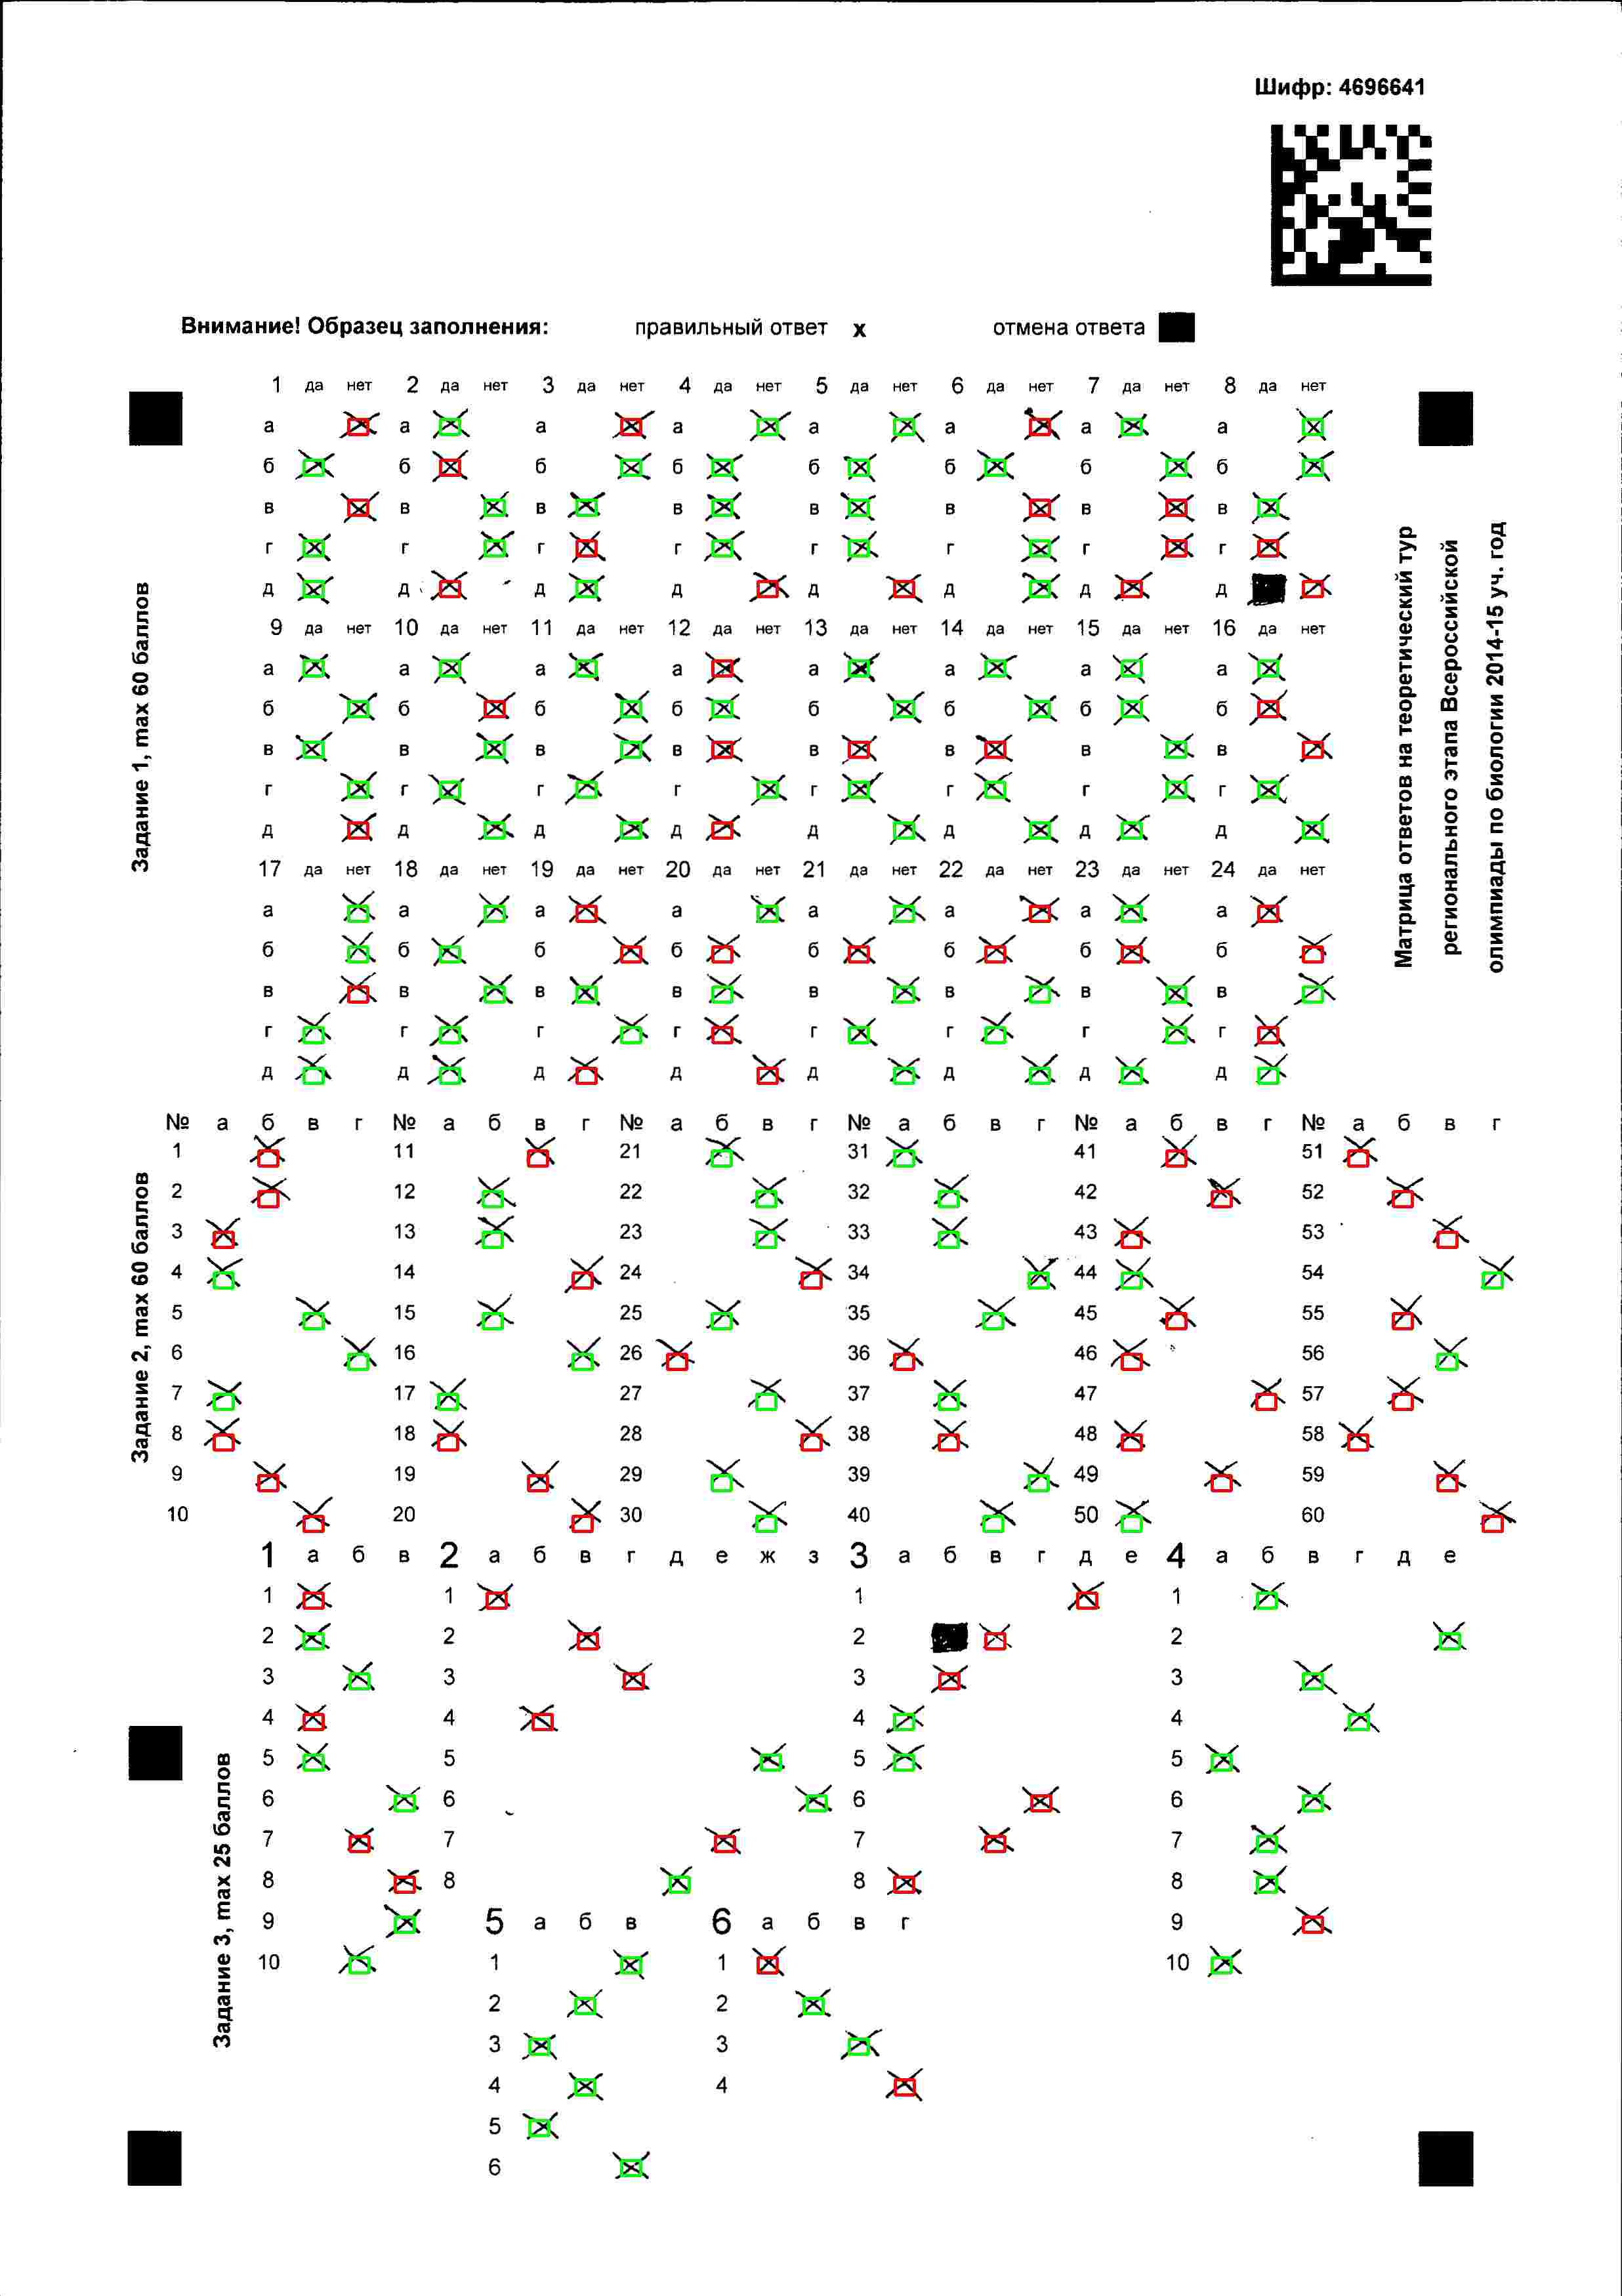 Шифр: 4696641
Внимание! Образец заполнения: правильный ответ x отмена ответа
1 да нет 2 да нет 3 да нет 4 да нет 5 да нет 6 да нет 7 да нет 8 да нет
а а а а а а а а
б б б б б б б б
в в в в в в в в
г г г г г г г г
д д д д д д д д
9 да нет 10 да нет 11 да нет 12 да нет 13 да нет 14 да нет 15 да нет 16 да нет
а а а а а а а а
б б б б б б б б
в в в в в в в в
г г г г г г г г
д д д д д д д д
17 да нет 18 да нет 19 да нет 20 да нет 21 да нет 22 да нет 23 да нет 24 да нет
а а а а а а а а
б б б б б б б б
в в в в в в в в
г г г г г г г г
д д д д д д д д
Задание 1, max 60 баллов
Матрица ответов на теоретический тур
регионального этапа Всероссийской
олимпиады по биологии 2014-15 уч. год
№ а б в г № а б в г № а б в г № а б в г № а б в г № а б в г
1 11 21 31 41 51
2 12 22 32 42 52
3 13 23 33 43 53
4 14 24 34 44 54
5 15 25 35 45 55
6 16 26 36 46 56
7 17 27 37 47 57
8 18 28 38 48 58
9 19 29 39 49 59
10 20 30 40 50 60
Задание 2, max 60 баллов
1 а б в 2 а б в г д е ж з 3 а б в г д е 4 а б в г д е
1 1 1 1
2 2 2 2
3 3 3 3
4 4 4 4
5 5 5 5
6 6 6 6
7 7 7 7
8 8 8 8
9 5 а б в 6 а б в г 9
10 1 1 10
2 2
3 3
4 4
5
6
Задание 3, max 25 баллов